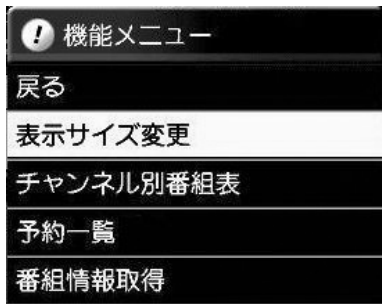 機能メニュー
戻る
表示サイズ変更
チャンネル別番組表
予約一覧
番組情報取得